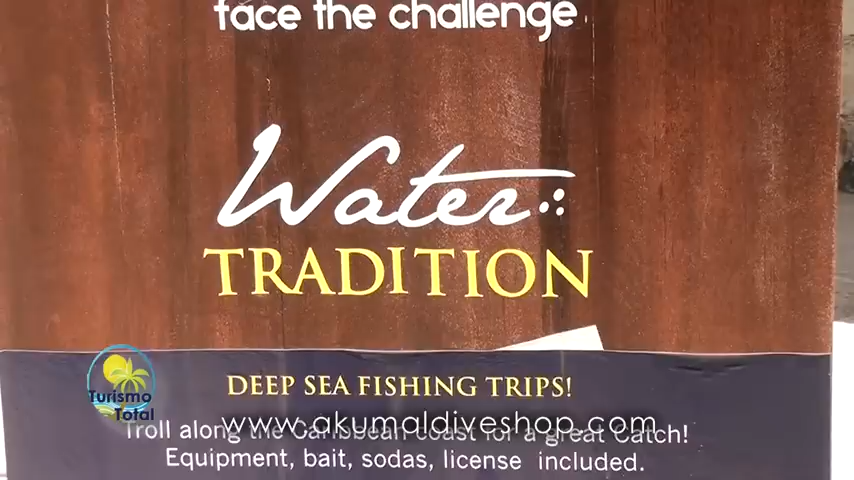 face the challenge
Water
TRADITION
DEEP SEA FISHING TRIPS!
Turismo
Total
www.akumaldiveshop.com
Troll along the Caribbean coast for a great Catch!
Equipment, bait, sodas, license included.